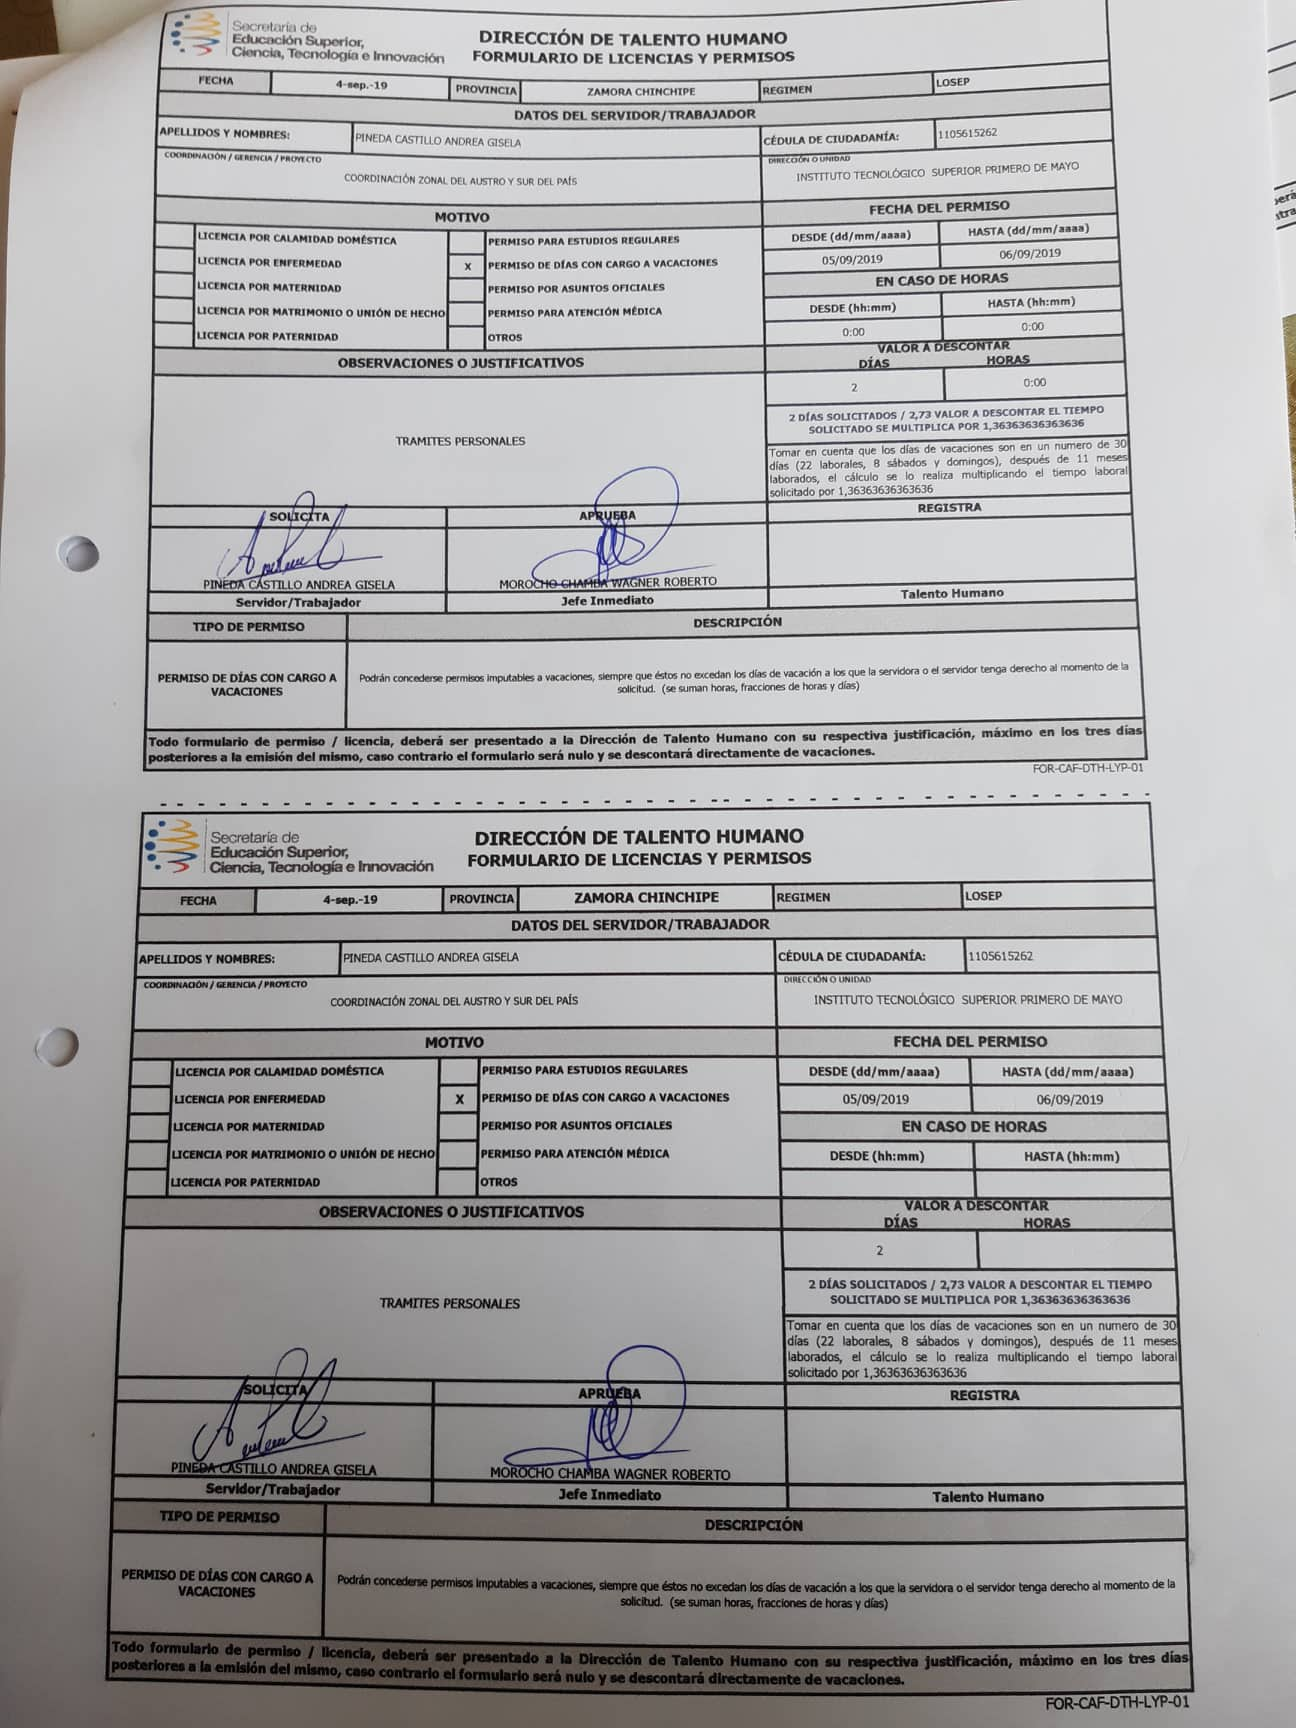 Secretaría de
Educación Superior,
Ciencia, Tecnología e Innovación
DIRECCIÓN DE TALENTO HUMANO
FORMULARIO DE LICENCIAS Y PERMISOS
FECHA 4-sep.-19 PROVINCIA ZAMORA CHINCHIPE REGIMEN LOSEP
DATOS DEL SERVIDOR/TRABAJADOR
APELLIDOS Y NOMBRES: PINEDA CASTILLO ANDREA GISELA CÉDULA DE CIUDADANÍA: 1105615262
COORDINACIÓN / GERENCIA / PROYECTO DIRECCIÓN O UNIDAD
COORDINACIÓN ZONAL DEL AUSTRO Y SUR DEL PAÍS INSTITUTO TECNOLÓGICO SUPERIOR PRIMERO DE MAYO
MOTIVO FECHA DEL PERMISO
LICENCIA POR CALAMIDAD DOMÉSTICA PERMISO PARA ESTUDIOS REGULARES DESDE (dd/mm/aaaa) HASTA (dd/mm/aaaa)
LICENCIA POR ENFERMEDAD x PERMISO DE DÍAS CON CARGO A VACACIONES 05/09/2019 06/09/2019
LICENCIA POR MATERNIDAD PERMISO POR ASUNTOS OFICIALES EN CASO DE HORAS
LICENCIA POR MATRIMONIO O UNIÓN DE HECHO PERMISO PARA ATENCIÓN MÉDICA DESDE (hh:mm) HASTA (hh:mm)
LICENCIA POR PATERNIDAD OTROS 0:00 0:00
OBSERVACIONES O JUSTIFICATIVOS VALOR A DESCONTAR
DÍAS HORAS
2 0:00
2 DÍAS SOLICITADOS / 2,73 VALOR A DESCONTAR EL TIEMPO
SOLICITADO SE MULTIPLICA POR 1,36363636363636
TRAMITES PERSONALES
Tomar en cuenta que los días de vacaciones son en un numero de 30
días (22 laborales, 8 sábados y domingos), después de 11 meses
laborados, el cálculo se lo realiza multiplicando el tiempo laboral
solicitado por 1,36363636363636
SOLICITA APRUEBA REGISTRA
PINEDA CASTILLO ANDREA GISELA MOROCHO CHAMBA WAGNER ROBERTO
Servidor/Trabajador Jefe Inmediato Talento Humano
TIPO DE PERMISO DESCRIPCIÓN
PERMISO DE DÍAS CON CARGO A
VACACIONES
Podrán concederse permisos imputables a vacaciones, siempre que éstos no excedan los días de vacación a los que la servidora o el servidor tenga derecho al momento de la
solicitud. (se suman horas, fracciones de horas y días)
Todo formulario de permiso / licencia, deberá ser presentado a la Dirección de Talento Humano con su respectiva justificación, máximo en los tres días
posteriores a la emisión del mismo, caso contrario el formulario será nulo y se descontará directamente de vacaciones.
FOR-CAF-DTH-LYP-01
Secretaría de
Educación Superior,
Ciencia, Tecnología e Innovación
DIRECCIÓN DE TALENTO HUMANO
FORMULARIO DE LICENCIAS Y PERMISOS
FECHA 4-sep.-19 PROVINCIA ZAMORA CHINCHIPE REGIMEN LOSEP
DATOS DEL SERVIDOR/TRABAJADOR
APELLIDOS Y NOMBRES: PINEDA CASTILLO ANDREA GISELA CÉDULA DE CIUDADANÍA: 1105615262
COORDINACIÓN / GERENCIA / PROYECTO DIRECCIÓN O UNIDAD
COORDINACIÓN ZONAL DEL AUSTRO Y SUR DEL PAÍS INSTITUTO TECNOLÓGICO SUPERIOR PRIMERO DE MAYO
MOTIVO FECHA DEL PERMISO
LICENCIA POR CALAMIDAD DOMÉSTICA PERMISO PARA ESTUDIOS REGULARES DESDE (dd/mm/aaaa) HASTA (dd/mm/aaaa)
LICENCIA POR ENFERMEDAD X PERMISO DE DÍAS CON CARGO A VACACIONES 05/09/2019 06/09/2019
LICENCIA POR MATERNIDAD PERMISO POR ASUNTOS OFICIALES EN CASO DE HORAS
LICENCIA POR MATRIMONIO O UNIÓN DE HECHO PERMISO PARA ATENCIÓN MÉDICA DESDE (hh:mm) HASTA (hh:mm)
LICENCIA POR PATERNIDAD OTROS
OBSERVACIONES O JUSTIFICATIVOS VALOR A DESCONTAR
DÍAS HORAS
2
2 DÍAS SOLICITADOS / 2,73 VALOR A DESCONTAR EL TIEMPO
SOLICITADO SE MULTIPLICA POR 1,36363636363636
TRAMITES PERSONALES
Tomar en cuenta que los días de vacaciones son en un numero de 30
días (22 laborales, 8 sábados y domingos), después de 11 meses
laborados, el cálculo se lo realiza multiplicando el tiempo laboral
solicitado por 1,36363636363636
SOLICITA APRUEBA REGISTRA
PINEDA CASTILLO ANDREA GISELA MOROCHO CHAMBA WAGNER ROBERTO
Servidor/Trabajador Jefe Inmediato Talento Humano
TIPO DE PERMISO DESCRIPCIÓN
PERMISO DE DÍAS CON CARGO A
VACACIONES
Podrán concederse permisos imputables a vacaciones, siempre que éstos no excedan los días de vacación a los que la servidora o el servidor tenga derecho al momento de la
solicitud. (se suman horas, fracciones de horas y días)
Todo formulario de permiso / licencia, deberá ser presentado a la Dirección de Talento Humano con su respectiva justificación, máximo en los tres días
posteriores a la emisión del mismo, caso contrario el formulario será nulo y se descontará directamente de vacaciones.
FOR-CAF-DTH-LYP-01